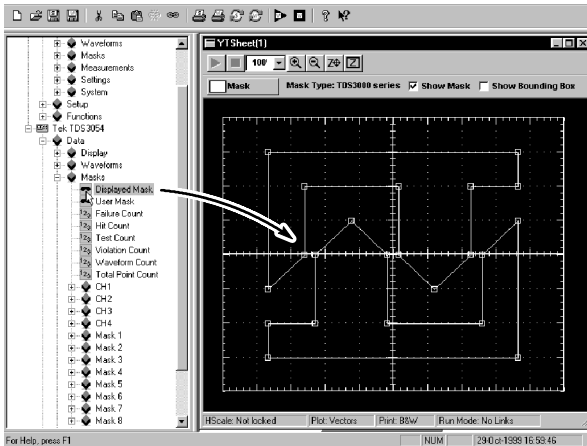 YTSheet(1)
Waveforms
Masks
Measurements
Settings
System
Setup
Functions
Tek TDS3054
Data
Display
Waveforms
Masks
Displayed Mask
User Mask
Failure Count
Hit Count
Test Count
Violation Count
Waveform Count
Total Point Count
CH1
CH2
CH3
CH4
Mask 1
Mask 2
Mask 3
Mask 4
Mask 5
Mask 6
Mask 7
Mask 8
100'
Mask Mask Type: TDS3000 series Show Mask Show Bounding Box
HScale: Not locked Plot: Vectors Print: B&W Run Mode: No Links
For Help, press F1 NUM 29-Oct-1999 16:59:46